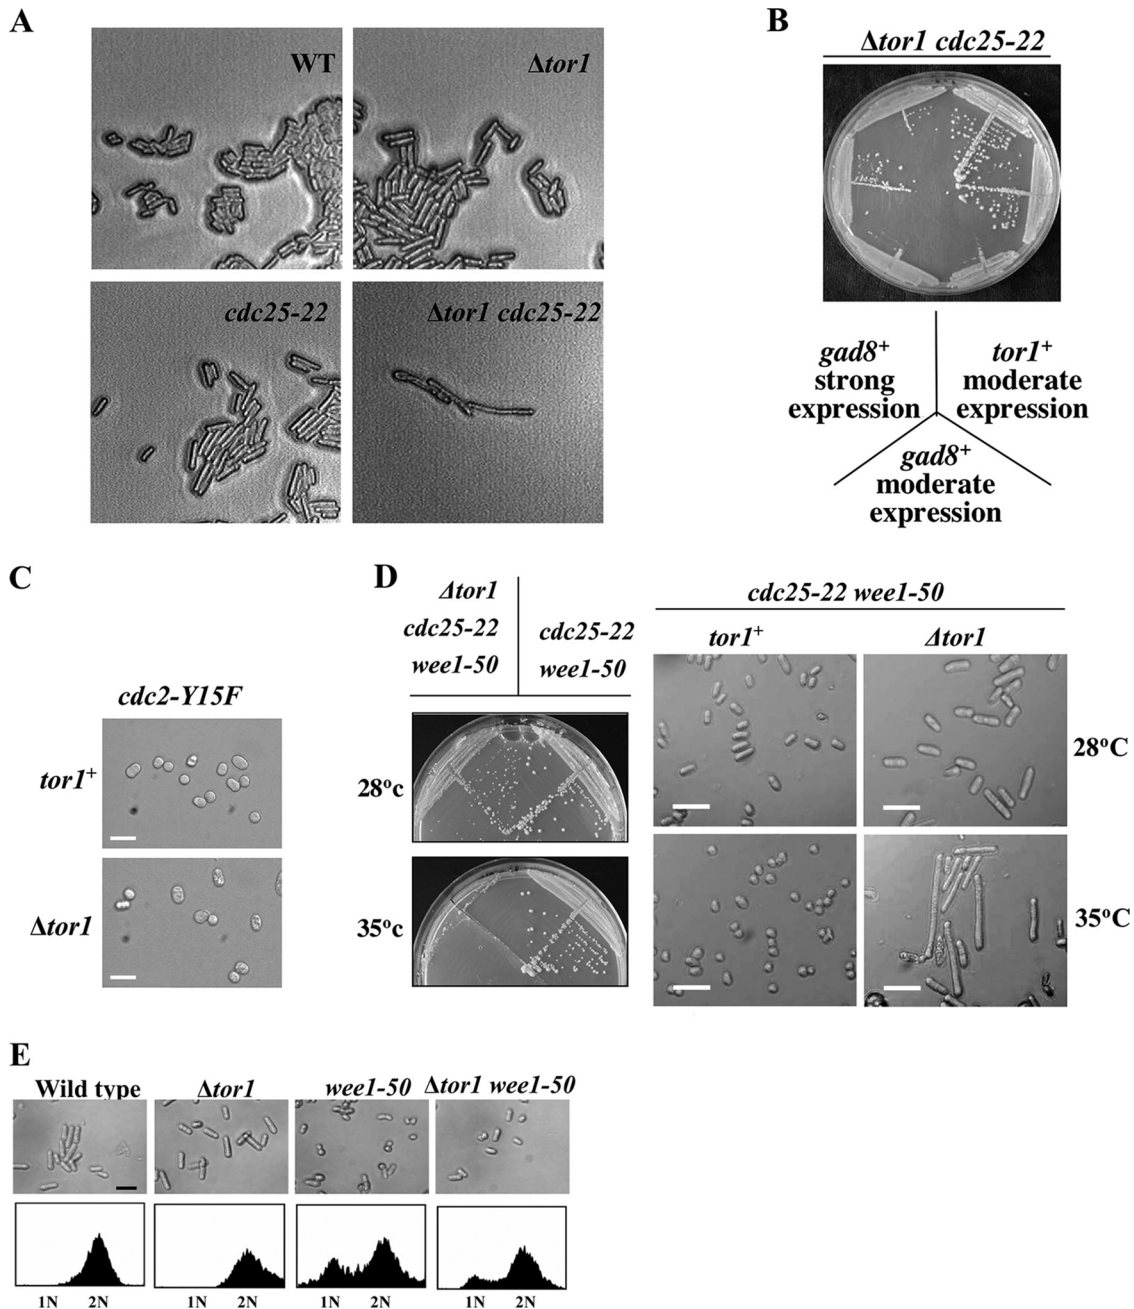 A
WT
Δtor1
cdc25-22
Δtor1 cdc25-22
B
Δtor1 cdc25-22
gad8+
strong
expression
tor1+
moderate
expression
gad8+
moderate
expression
C
cdc2-Y15F
tor1+
Δtor1
D
Δtor1
cdc25-22
wee1-50
cdc25-22
wee1-50
28°c
35°c
cdc25-22 wee1-50
tor1+
Δtor1
28°C
35°C
E
Wild type
Δtor1
wee1-50
Δtor1 wee1-50
1N 2N
1N 2N
1N 2N
1N 2N